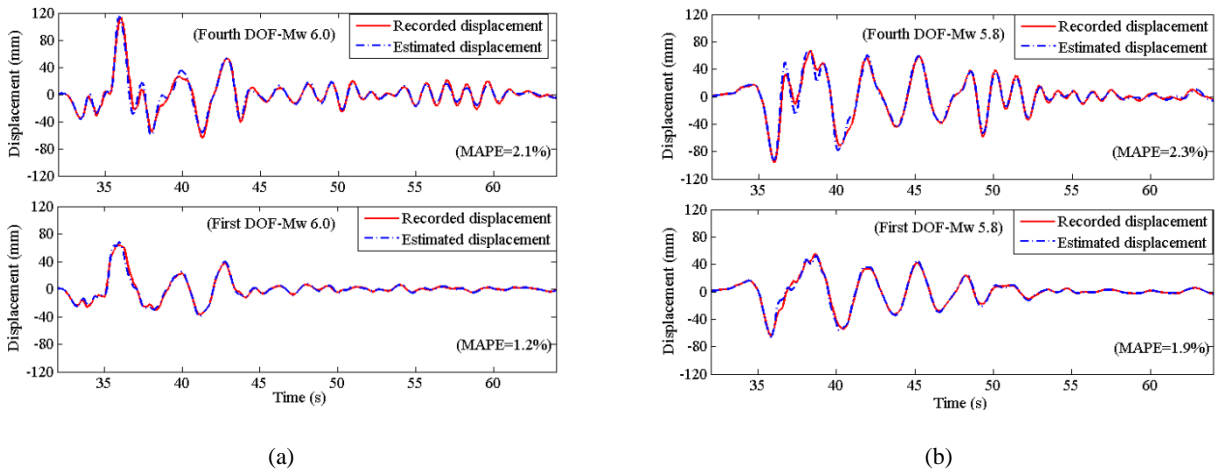 120
80
40
0
-40
-80
-120
Displacement (mm)
(Fourth DOF-Mw 6.0)
Recorded displacement
Estimated displacement
(MAPE=2.1%)
35 40 45 50 55 60
120
80
40
0
-40
-80
-120
Displacement (mm)
(First DOF-Mw 6.0)
Recorded displacement
Estimated displacement
(MAPE=1.2%)
35 40 45 50 55 60
Time (s)
(a)
120
80
40
0
-40
-80
-120
Displacement (mm)
(Fourth DOF-Mw 5.8)
Recorded displacement
Estimated displacement
(MAPE=2.3%)
35 40 45 50 55 60
120
80
40
0
-40
-80
-120
Displacement (mm)
(First DOF-Mw 5.8)
Recorded displacement
Estimated displacement
(MAPE=1.9%)
35 40 45 50 55 60
Time (s)
(b)